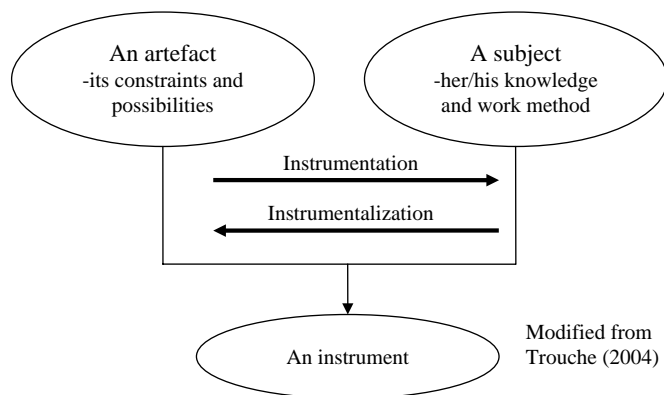 An artefact
-its constraints and
possibilities
A subject
-her/his knowledge
and work method
Instrumentation
Instrumentalization
An instrument
Modified from
Trouche (2004)